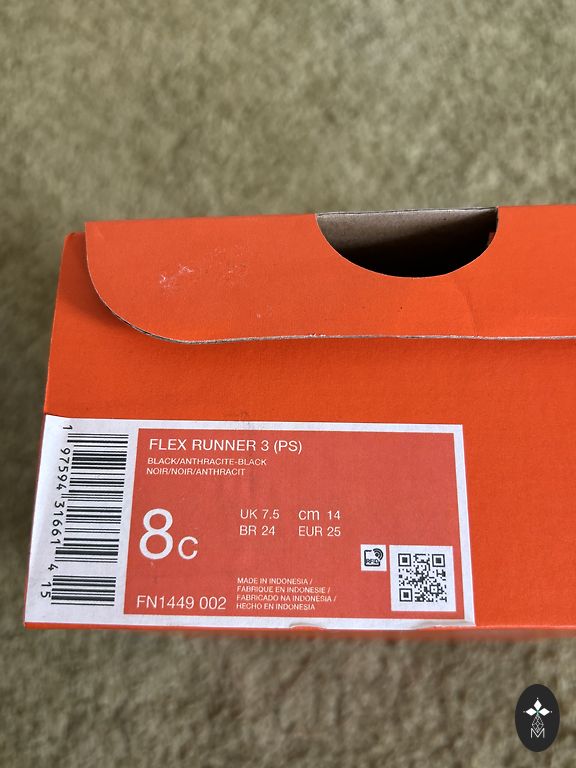 FLEX RUNNER 3 (PS)
BLACK/ANTHRACITE-BLACK
NOIR/NOIR/ANTHRACIT
8C
UK 7.5 cm 14
BR 24 EUR 25
RFID
MADE IN INDONESIA /
FABRIQUE EN INDONESIE /
FABRICADO NA INDONESIA /
HECHO EN INDONESIA
FN1449 002
1 97594 31661 4 15
M